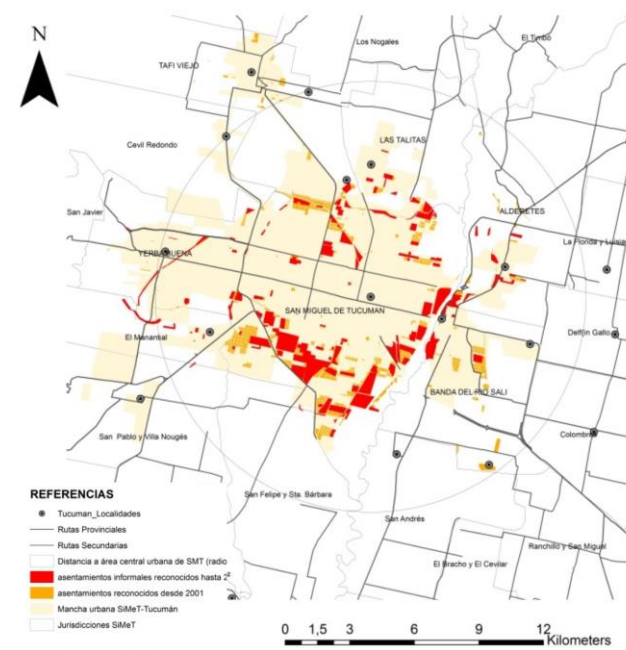 N
Los Nogales
El Timbo
TAFI VIEJO
Cevil Redondo
LAS TALITAS
San Javier
ALDERETES
La Florida y Luisia
YERBA BUENA
SAN MIGUEL DE TUCUMAN
El Manantial
Delfin Gallo
BANDA DEL RIO SALI
San Pablo y Villa Nougés
Colombres
San Felipe y Sta. Bárbara
San Andrés
Ranchillo y San Miguel
El Bracho y El Cevilar
REFERENCIAS
Tucuman_Localidades
Rutas Provinciales
Rutas Secundarias
Distancia a área central urbana de SMT (radio
asentamientos informales reconocidos hasta 2
asentamientos reconocidos desde 2001
Mancha urbana SiMeT-Tucumán
Jurisdicciones SiMeT
0 1,5 3 6 9 12
Kilometers